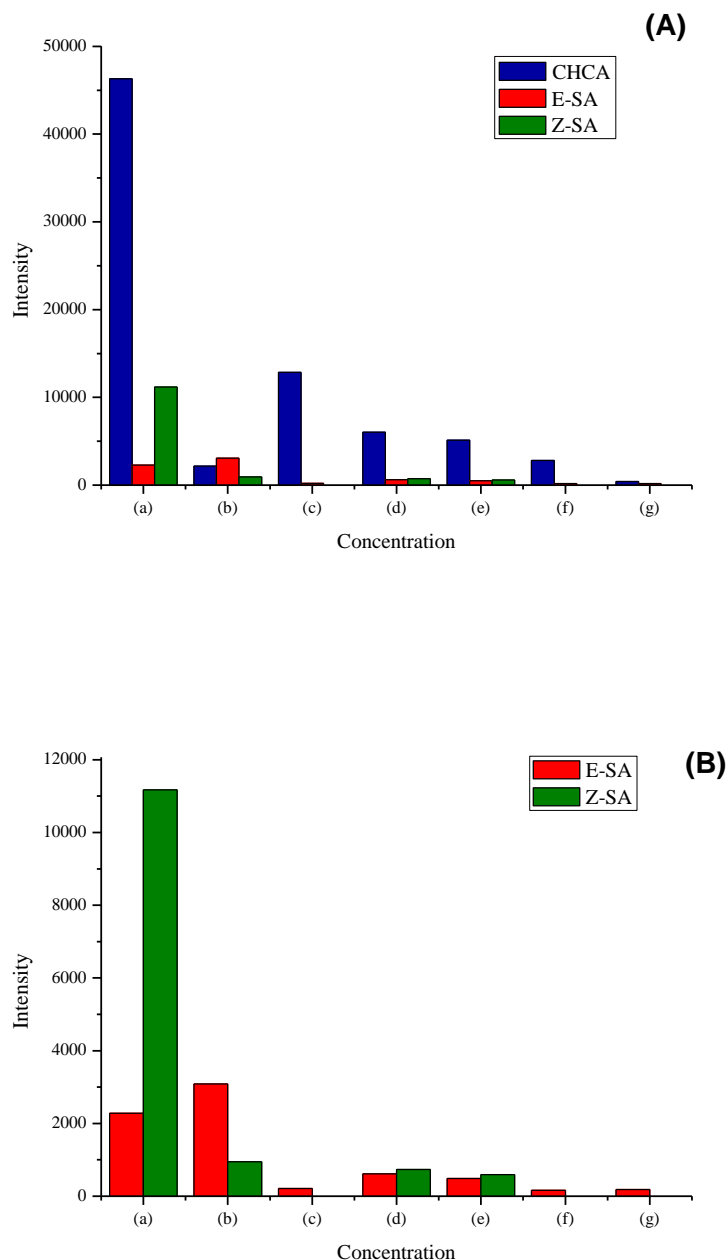 (A)
50000
40000
30000
20000
10000
0
Intensity
CHCA
E-SA
Z-SA
(a) (b) (c) (d) (e) (f) (g)
Concentration
(B)
12000
10000
8000
6000
4000
2000
0
Intensity
E-SA
Z-SA
(a) (b) (c) (d) (e) (f) (g)
Concentration